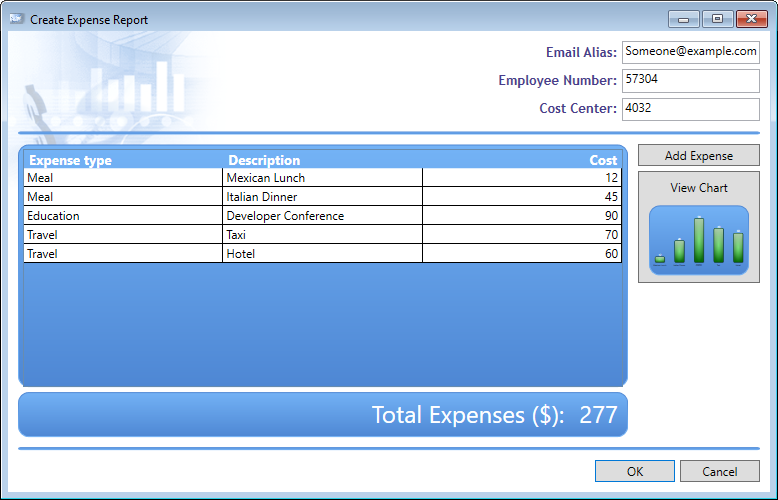 Create Expense Report
Email Alias: Someone@example.com
Employee Number: 57304
Cost Center: 4032
Expense type Description Cost
Meal Mexican Lunch 12
Meal Italian Dinner 45
Education Developer Conference 90
Travel Taxi 70
Travel Hotel 60
Add Expense
View Chart
Total Expenses ($): 277
OK Cancel